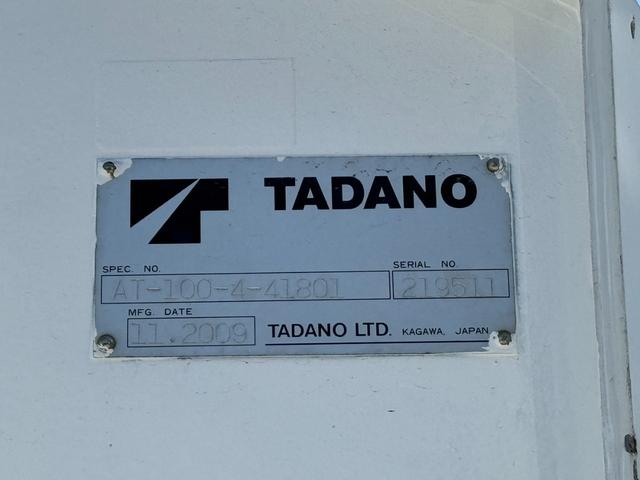 TADANO
SPEC. NO.
AT-100-4-41801
SERIAL NO.
219511
MFG. DATE
11.2009
TADANO LTD. KAGAWA, JAPAN